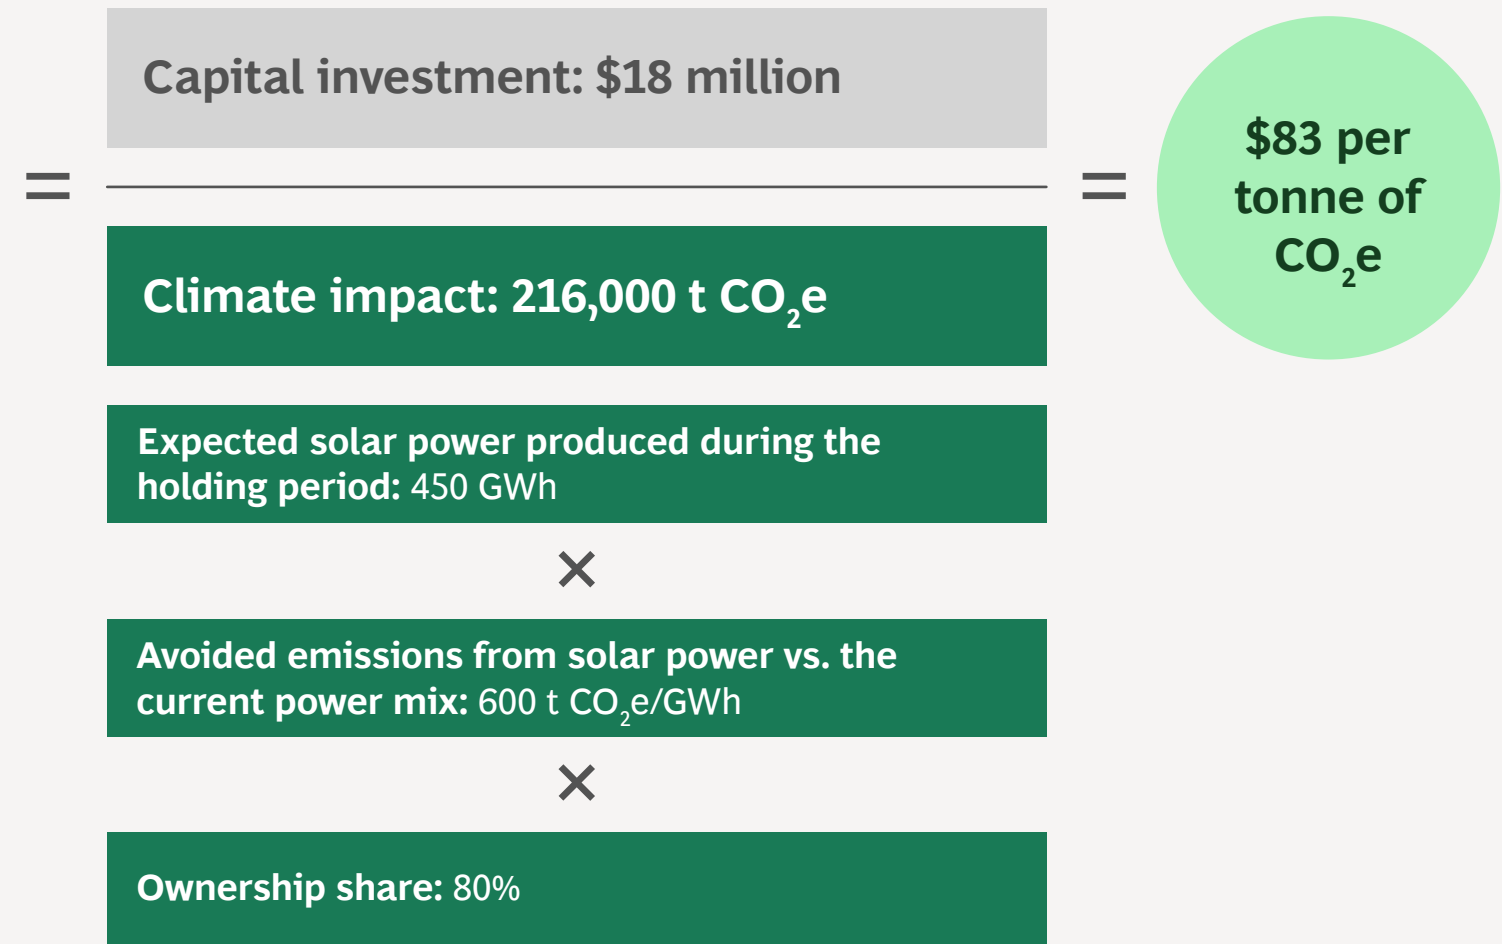 Capital investment: $18 million
=
=
$83 per
tonne of
CO₂e
Climate impact: 216,000 t CO₂e
Expected solar power produced during the
holding period: 450 GWh
×
Avoided emissions from solar power vs. the
current power mix: 600 t CO₂e/GWh
×
Ownership share: 80%